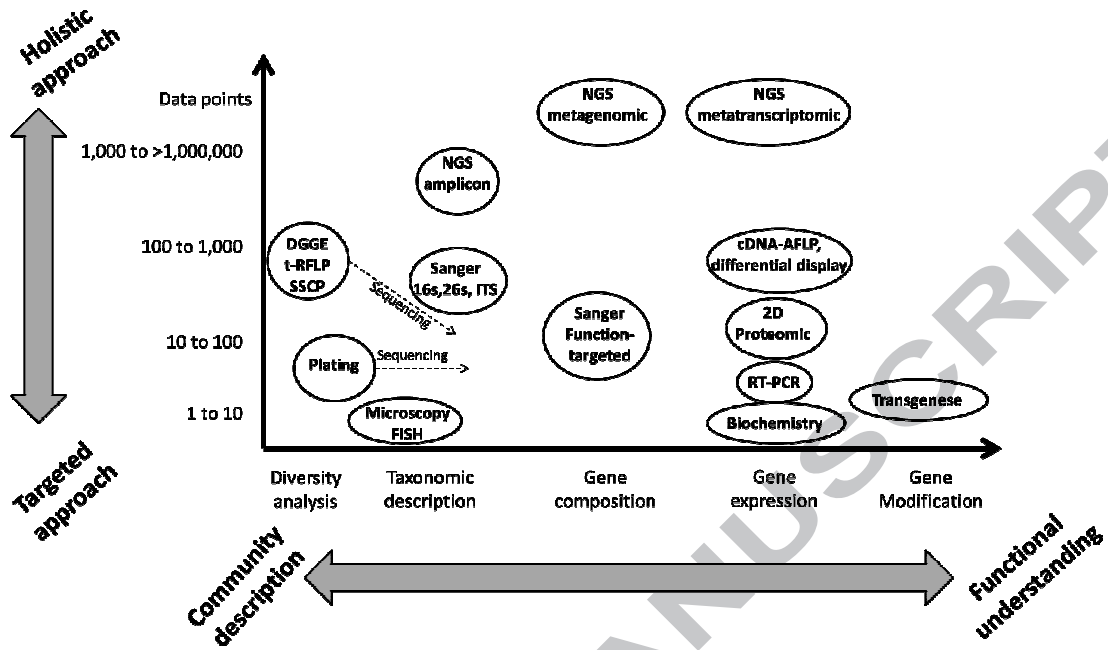 Holistic
approach
Data points
1,000 to >1,000,000
100 to 1,000
10 to 100
1 to 10
Targeted
approach
NGS
metagenomic
NGS
metatranscriptomic
NGS
amplicon
DGGE
t-RFLP
SSCP
Sequencing
Sanger
16s,26s, ITS
cDNA-AFLP,
differential display
Sanger
Function-
targeted
2D
Proteomic
Plating
Sequencing
RT-PCR
Transgenese
Microscopy
FISH
Biochemistry
Diversity
analysis
Taxonomic
description
Gene
composition
Gene
expression
Gene
Modification
Community
description
Functional
understanding
ANUSCRIPT